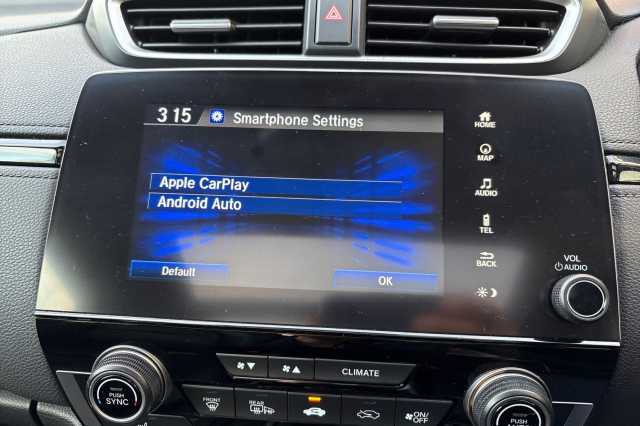 3 15 Smartphone Settings
Apple CarPlay
Android Auto
Default OK
HOME
MAP
AUDIO
TEL
BACK
VOL
AUDIO
CLIMATE
PUSH
SYNC
FRONT
REAR
ON/
OFF
PUSH